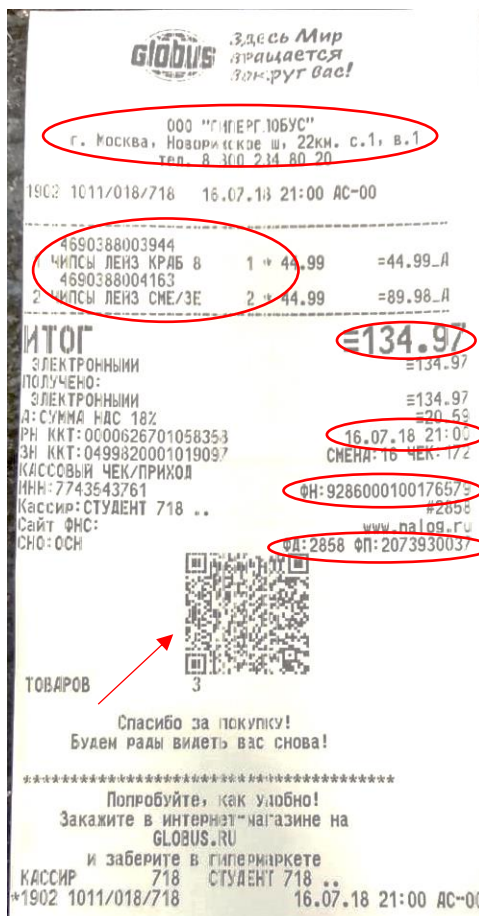 Globus
Здесь Мир
вращается
вокруг Вас!
ООО "ГИПЕРГЛОБУС"
г. Москва, Новорижское ш, 22км. с.1, в.1
тел. 8 800 234 80 20
1902 1011/018/718 16.07.18 21:00 АС-00
4690388003944
1 ЧИПСЫ ЛЕЙЗ КРАБ 8 1 * 44.99 =44.99_А
4690388004163
2 ЧИПСЫ ЛЕЙЗ СМЕ/ЗЕ 2 * 44.99 =89.98_А
ИТОГ =134.97
ЭЛЕКТРОННЫМИ =134.97
ПОЛУЧЕНО:
ЭЛЕКТРОННЫМИ =134.97
А:СУММА НДС 18% =20.59
РН ККТ:0000626701058358 16.07.18 21:00
ЗН ККТ:0499820001019097 СМЕНА:18 ЧЕК:172
КАССОВЫЙ ЧЕК/ПРИХОД
ИНН:7743543761 ФН:9286000100176579
Кассир:СТУДЕНТ 718 .. #2858
Сайт ФНС: www.nalog.ru
СНО:ОСН ФД:2858 ФП:2073930037
ТОВАРОВ 3
Спасибо за покупку!
Будем рады видеть вас снова!
****************************************
Попробуйте, как удобно!
Закажите в интернет-магазине на
GLOBUS.RU
и заберите в гипермаркете
КАССИР 718 СТУДЕНТ 718 ..
*1902 1011/018/718 16.07.18 21:00 АС-00